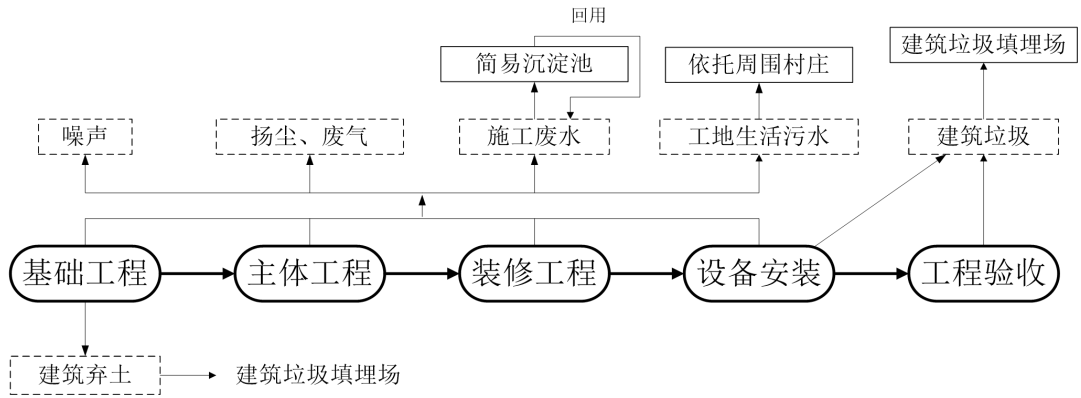 回用
简易沉淀池
依托周围村庄
建筑垃圾填埋场
噪声
扬尘、废气
施工废水
工地生活污水
建筑垃圾
基础工程
主体工程
装修工程
设备安装
工程验收
建筑弃土
建筑垃圾填埋场